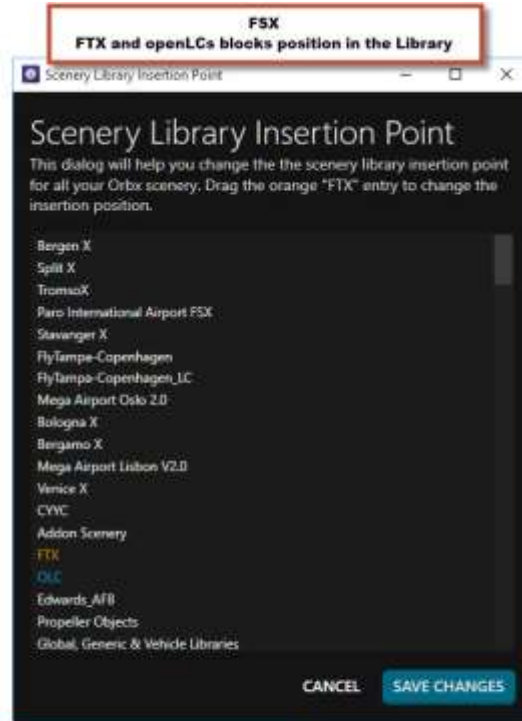 FSX
FTX and openLCs blocks position in the Library
Scenery Library Insertion Point
Scenery Library Insertion Point
This dialog will help you change the the scenery library insertion point
for all your Orbx scenery. Drag the orange "FTX" entry to change the
insertion position.
Bergen X
Split X
TromsoX
Paro International Airport FSX
Stavanger X
FlyTampa-Copenhagen
FlyTampa-Copenhagen_LC
Mega Airport Oslo 2.0
Bologna X
Bergamo X
Mega Airport Lisbon V2.0
Venice X
CYYC
Addon Scenery
FTX
OLC
Edwards_AFB
Propeller Objects
Global, Generic & Vehicle Libraries
CANCEL SAVE CHANGES